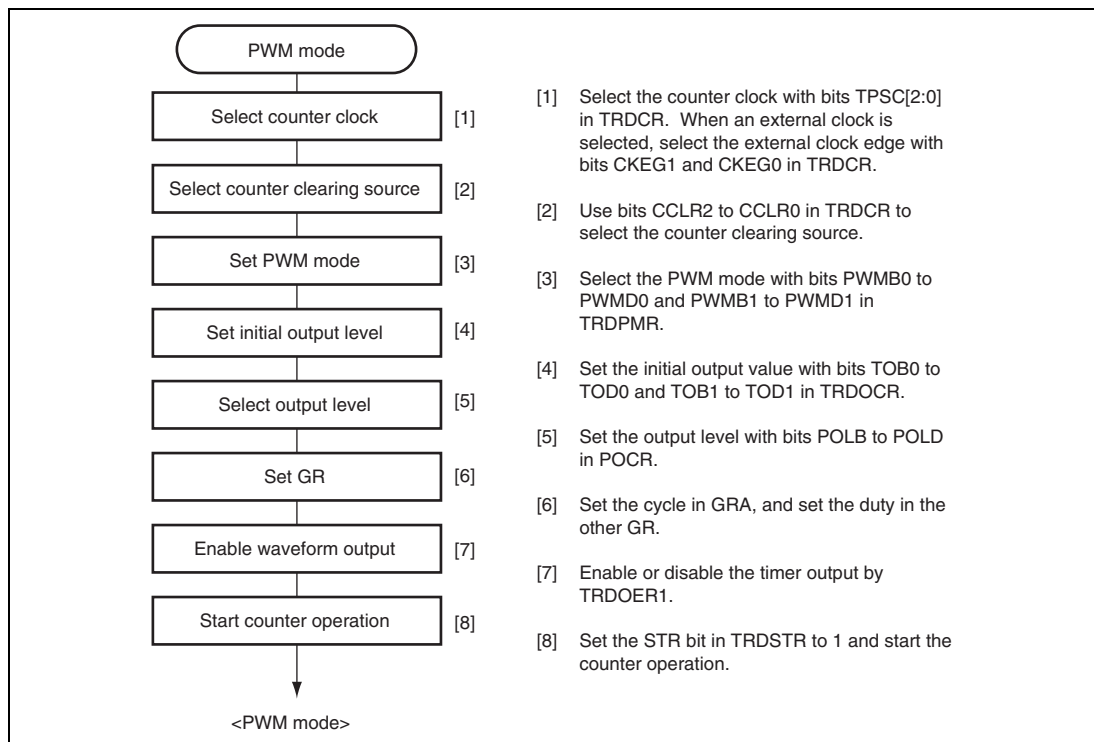 PWM mode
Select counter clock
[1]
Select counter clearing source
[2]
Set PWM mode
[3]
Set initial output level
[4]
Select output level
[5]
Set GR
[6]
Enable waveform output
[7]
Start counter operation
[8]
<PWM mode>
[1] Select the counter clock with bits TPSC[2:0]
in TRDCR. When an external clock is
selected, select the external clock edge with
bits CKEG1 and CKEG0 in TRDCR.
[2] Use bits CCLR2 to CCLR0 in TRDCR to
select the counter clearing source.
[3] Select the PWM mode with bits PWMB0 to
PWMD0 and PWMB1 to PWMD1 in
TRDPMR.
[4] Set the initial output value with bits TOB0 to
TOD0 and TOB1 to TOD1 in TRDOCR.
[5] Set the output level with bits POLB to POLD
in POCR.
[6] Set the cycle in GRA, and set the duty in the
other GR.
[7] Enable or disable the timer output by
TRDOER1.
[8] Set the STR bit in TRDSTR to 1 and start the
counter operation.